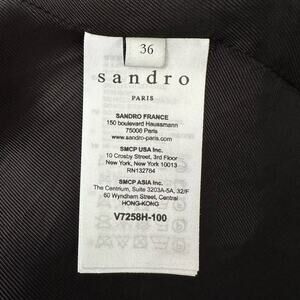 36
sandro
PARIS
SANDRO FRANCE
150 boulevard Haussmann
75008 Paris
www.sandro-paris.com
SMCP USA Inc.
10 Crosby Street, 3rd Floor
New York, New York 10013
RN132784
SMCP ASIA Inc.
The Centrium, Suite 3203A-5A, 32/F
60 Wyndham Street, Central
HONG-KONG
V7258H-100